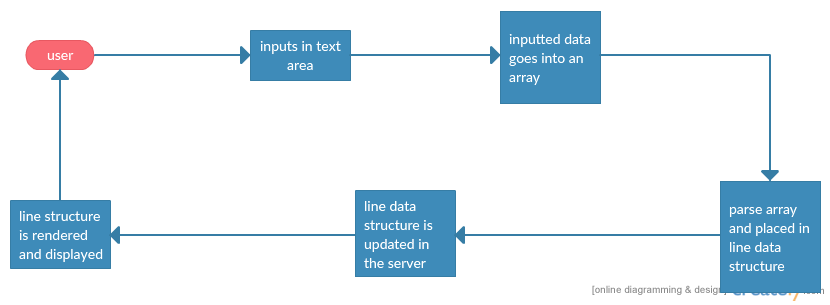 user
inputs in text
area
inputted data
goes into an
array
parse array
and placed in
line data
structure
line data
structure is
updated in
the server
line structure
is rendered
and displayed
[online diagramming & design]